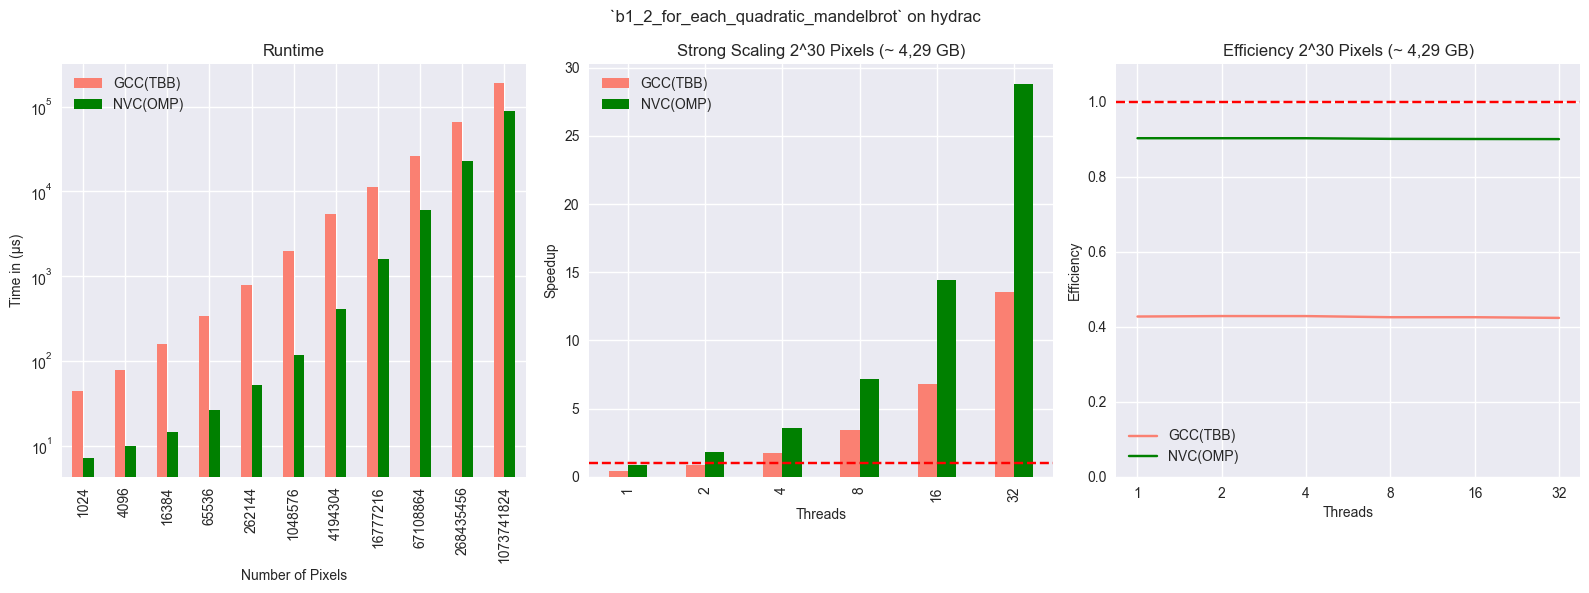 `b1_2_for_each_quadratic_mandelbrot` on hydrac
Runtime
GCC(TBB)
NVC(OMP)
Time in (µs)
10^5
10^4
10^3
10^2
10^1
1024
4096
16384
65536
262144
1048576
4194304
16777216
67108864
268435456
1073741824
Number of Pixels
Strong Scaling 2^30 Pixels (~ 4,29 GB)
GCC(TBB)
NVC(OMP)
Speedup
30
25
20
15
10
5
0
1
2
4
8
16
32
Threads
Efficiency 2^30 Pixels (~ 4,29 GB)
Efficiency
1.0
0.8
0.6
0.4
0.2
0.0
GCC(TBB)
NVC(OMP)
1
2
4
8
16
32
Threads